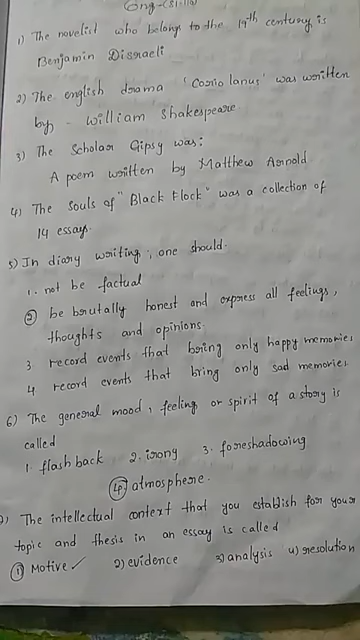 Eng-(81-110)
1) The novelist who belongs to the 19th century is
Benjamin Disraeli
2) The english drama 'Corio lanus' was written
by - William Shakespeare.
3) The Scholar Gipsy was:
A poem written by Matthew Arnold
4) The Souls of "Black Flock" was a collection of
14 essays.
5) In diary writing, one should.
1. not be factual
② be brutally honest and express all feelings,
thoughts and opinions.
3. record events that bring only happy memories
4. record events that bring only sad memories.
6) The general mood, feeling or spirit of a story is
called
1. flash back 2. irony 3. foreshadowing
④ atmosphere.
7) The intellectual context that you establish for your
topic and thesis in an essay is called
① Motive ✓ 2) evidence 3) analysis 4) resolution